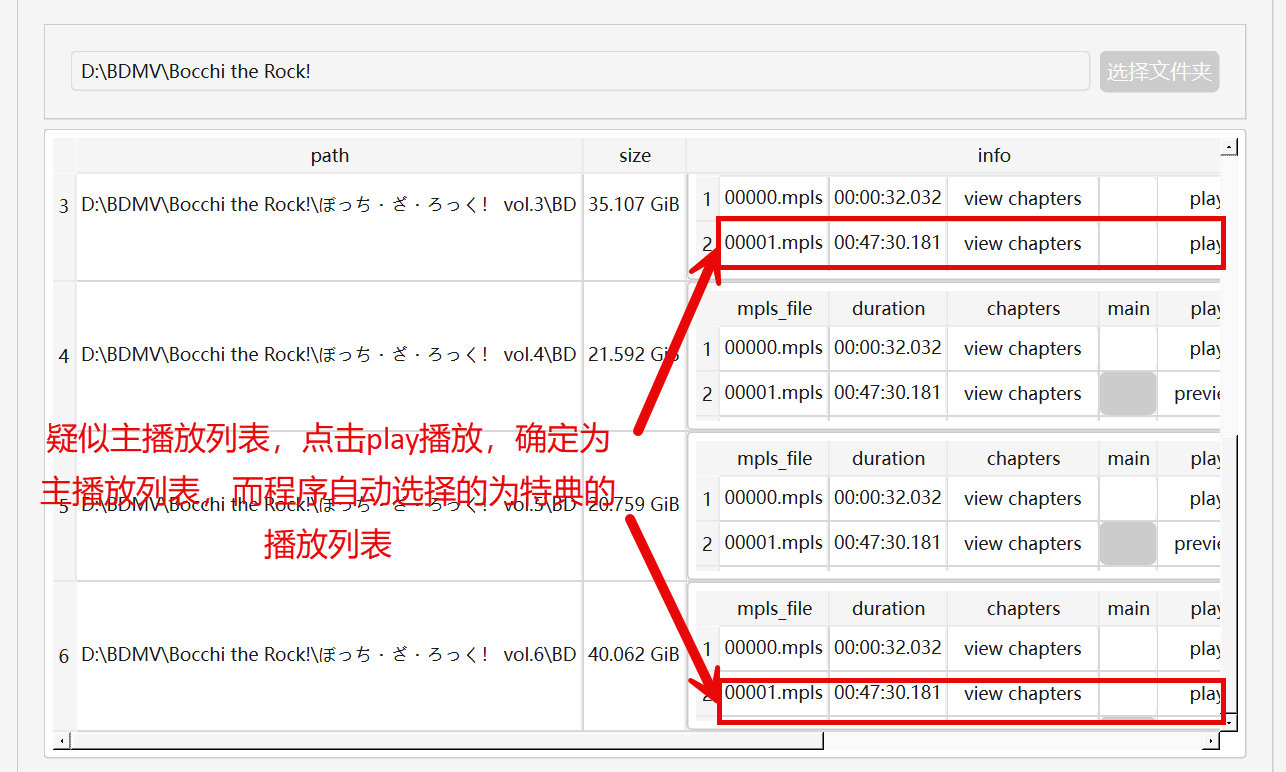 D:\BDMV\Bocchi the Rock!
选择文件夹
path size info
3 D:\BDMV\Bocchi the Rock!\ぼっち・ざ・ろっく! vol.3\BD 35.107 GiB
1 00000.mpls 00:00:32.032 view chapters play
2 00001.mpls 00:47:30.181 view chapters play
mpls_file duration chapters main play
4 D:\BDMV\Bocchi the Rock!\ぼっち・ざ・ろっく! vol.4\BD 21.592 GiB
1 00000.mpls 00:00:32.032 view chapters play
2 00001.mpls 00:47:30.181 view chapters previe
疑似主播放列表，点击play播放，确定为
主播放列表，而程序自动选择的为特典的
播放列表
mpls_file duration chapters main play
5 D:\BDMV\Bocchi the Rock!\ぼっち・ざ・ろっく! vol.5\BD 20.759 GiB
1 00000.mpls 00:00:32.032 view chapters play
2 00001.mpls 00:47:30.181 view chapters previe
mpls_file duration chapters main play
6 D:\BDMV\Bocchi the Rock!\ぼっち・ざ・ろっく! vol.6\BD 40.062 GiB
1 00000.mpls 00:00:32.032 view chapters play
2 00001.mpls 00:47:30.181 view chapters play